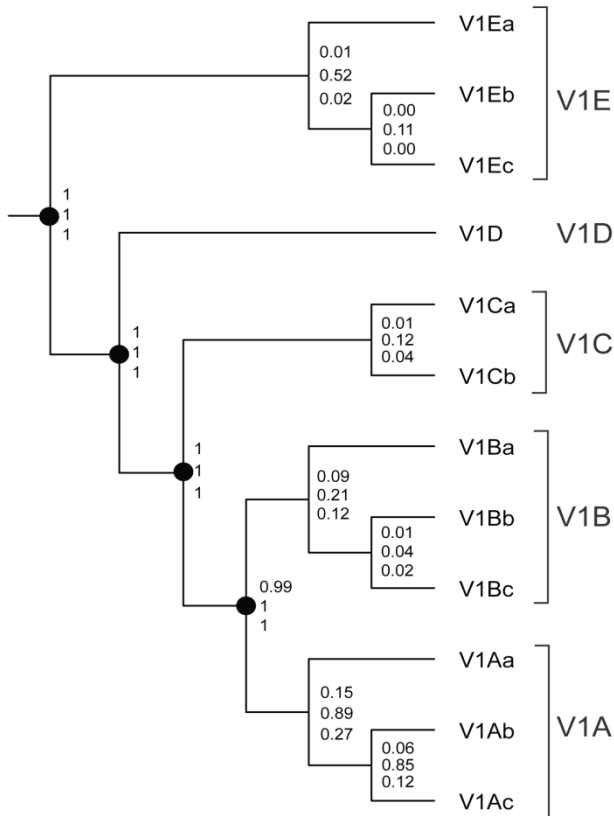 V1Ea
0.01
0.52
0.02
V1Eb
0.00
0.11
0.00
V1Ec
V1E
1
1
1
V1D
V1D
1
1
1
V1Ca
0.01
0.12
0.04
V1Cb
V1C
1
1
1
V1Ba
0.09
0.21
0.12
V1Bb
0.01
0.04
0.02
V1Bc
V1B
0.99
1
1
V1Aa
0.15
0.89
0.27
V1Ab
0.06
0.85
0.12
V1Ac
V1A